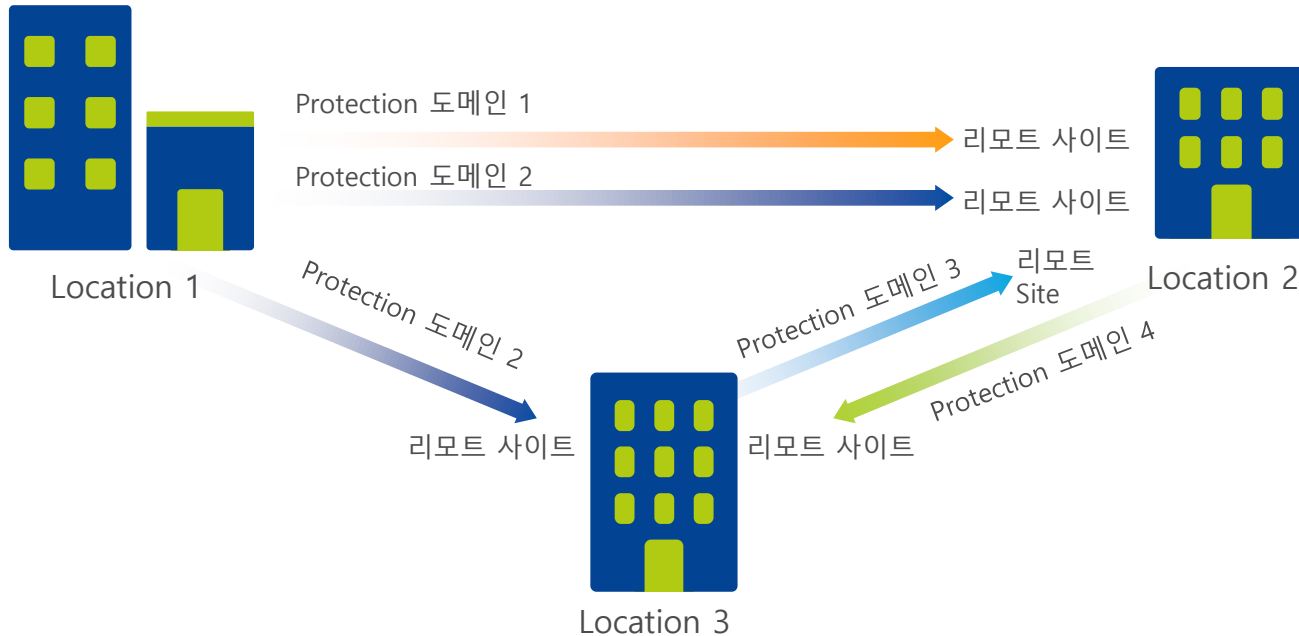 Protection 도메인 1
리모트 사이트
Protection 도메인 2
리모트 사이트
Location 1
Location 2
Protection 도메인 2
Protection 도메인 3
리모트
Site
Protection 도메인 4
리모트 사이트
리모트 사이트
Location 3